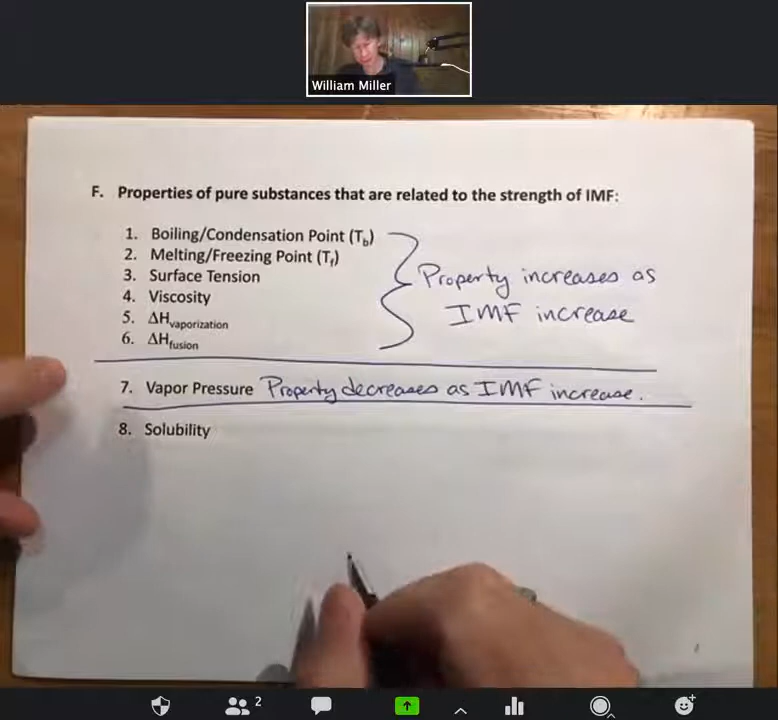 William Miller
F. Properties of pure substances that are related to the strength of IMF:
1. Boiling/Condensation Point (Tb)
2. Melting/Freezing Point (Tf)
3. Surface Tension
4. Viscosity
5. ΔHvaporization
6. ΔHfusion
Property increases as
IMF increase
7. Vapor Pressure Property decreases as IMF increase.
8. Solubility
2